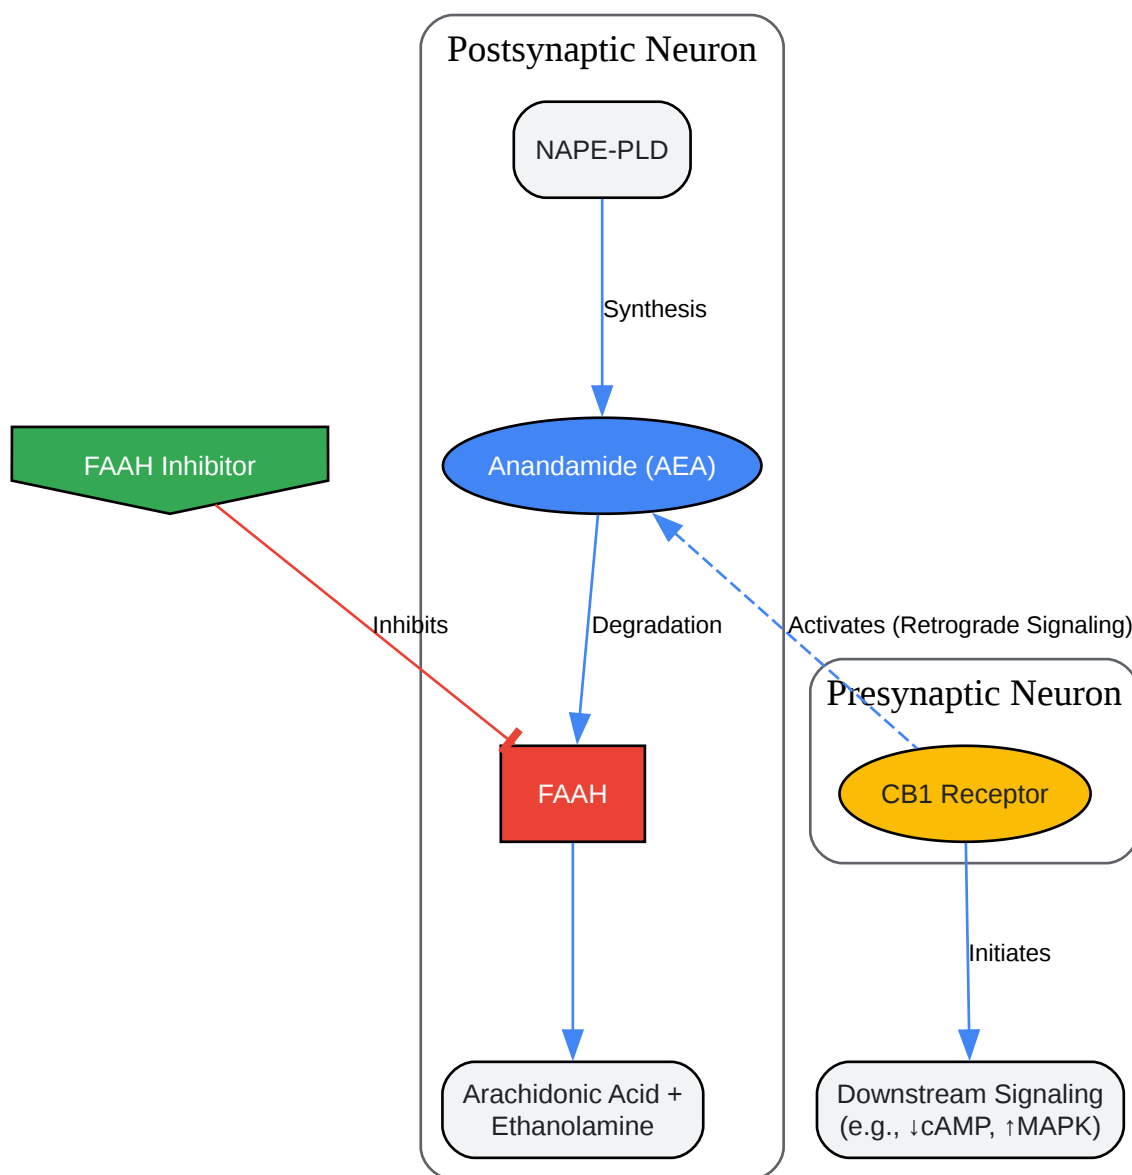 Postsynaptic Neuron
NAPE-PLD
Synthesis
FAAH Inhibitor
Anandamide (AEA)
Inhibits
Degradation
Activates (Retrograde Signaling)
Presynaptic Neuron
FAAH
CB1 Receptor
Initiates
Arachidonic Acid +
Ethanolamine
Downstream Signaling
(e.g., ↓cAMP, ↑MAPK)